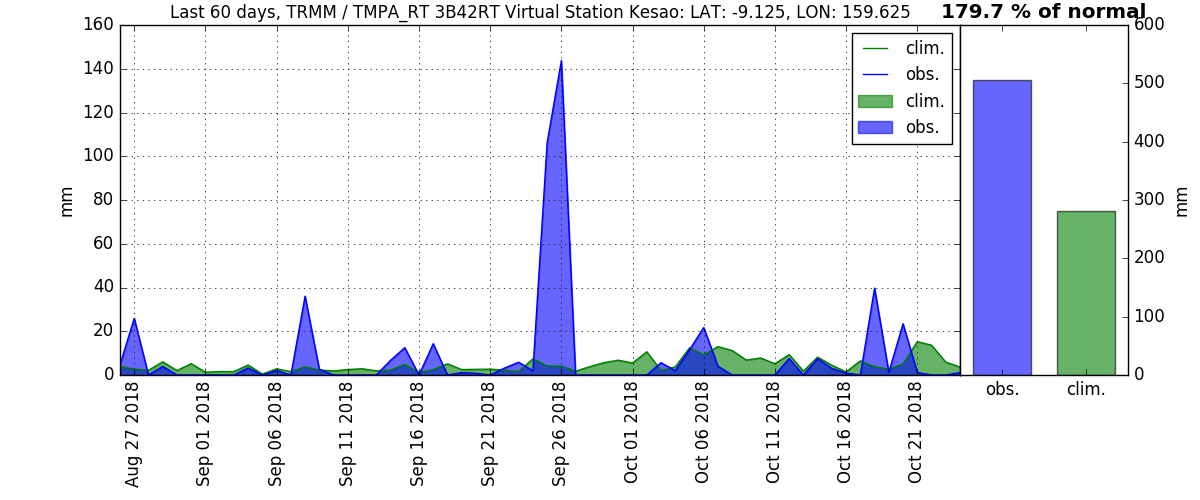 Last 60 days, TRMM / TMPA_RT 3B42RT Virtual Station Kesao: LAT: -9.125, LON: 159.625
179.7 % of normal
160
140
120
100
80
60
40
20
0
mm
clim.
obs.
clim.
obs.
Aug 27 2018
Sep 01 2018
Sep 06 2018
Sep 11 2018
Sep 16 2018
Sep 21 2018
Sep 26 2018
Oct 01 2018
Oct 06 2018
Oct 11 2018
Oct 16 2018
Oct 21 2018
600
500
400
300
200
100
0
mm
obs.
clim.